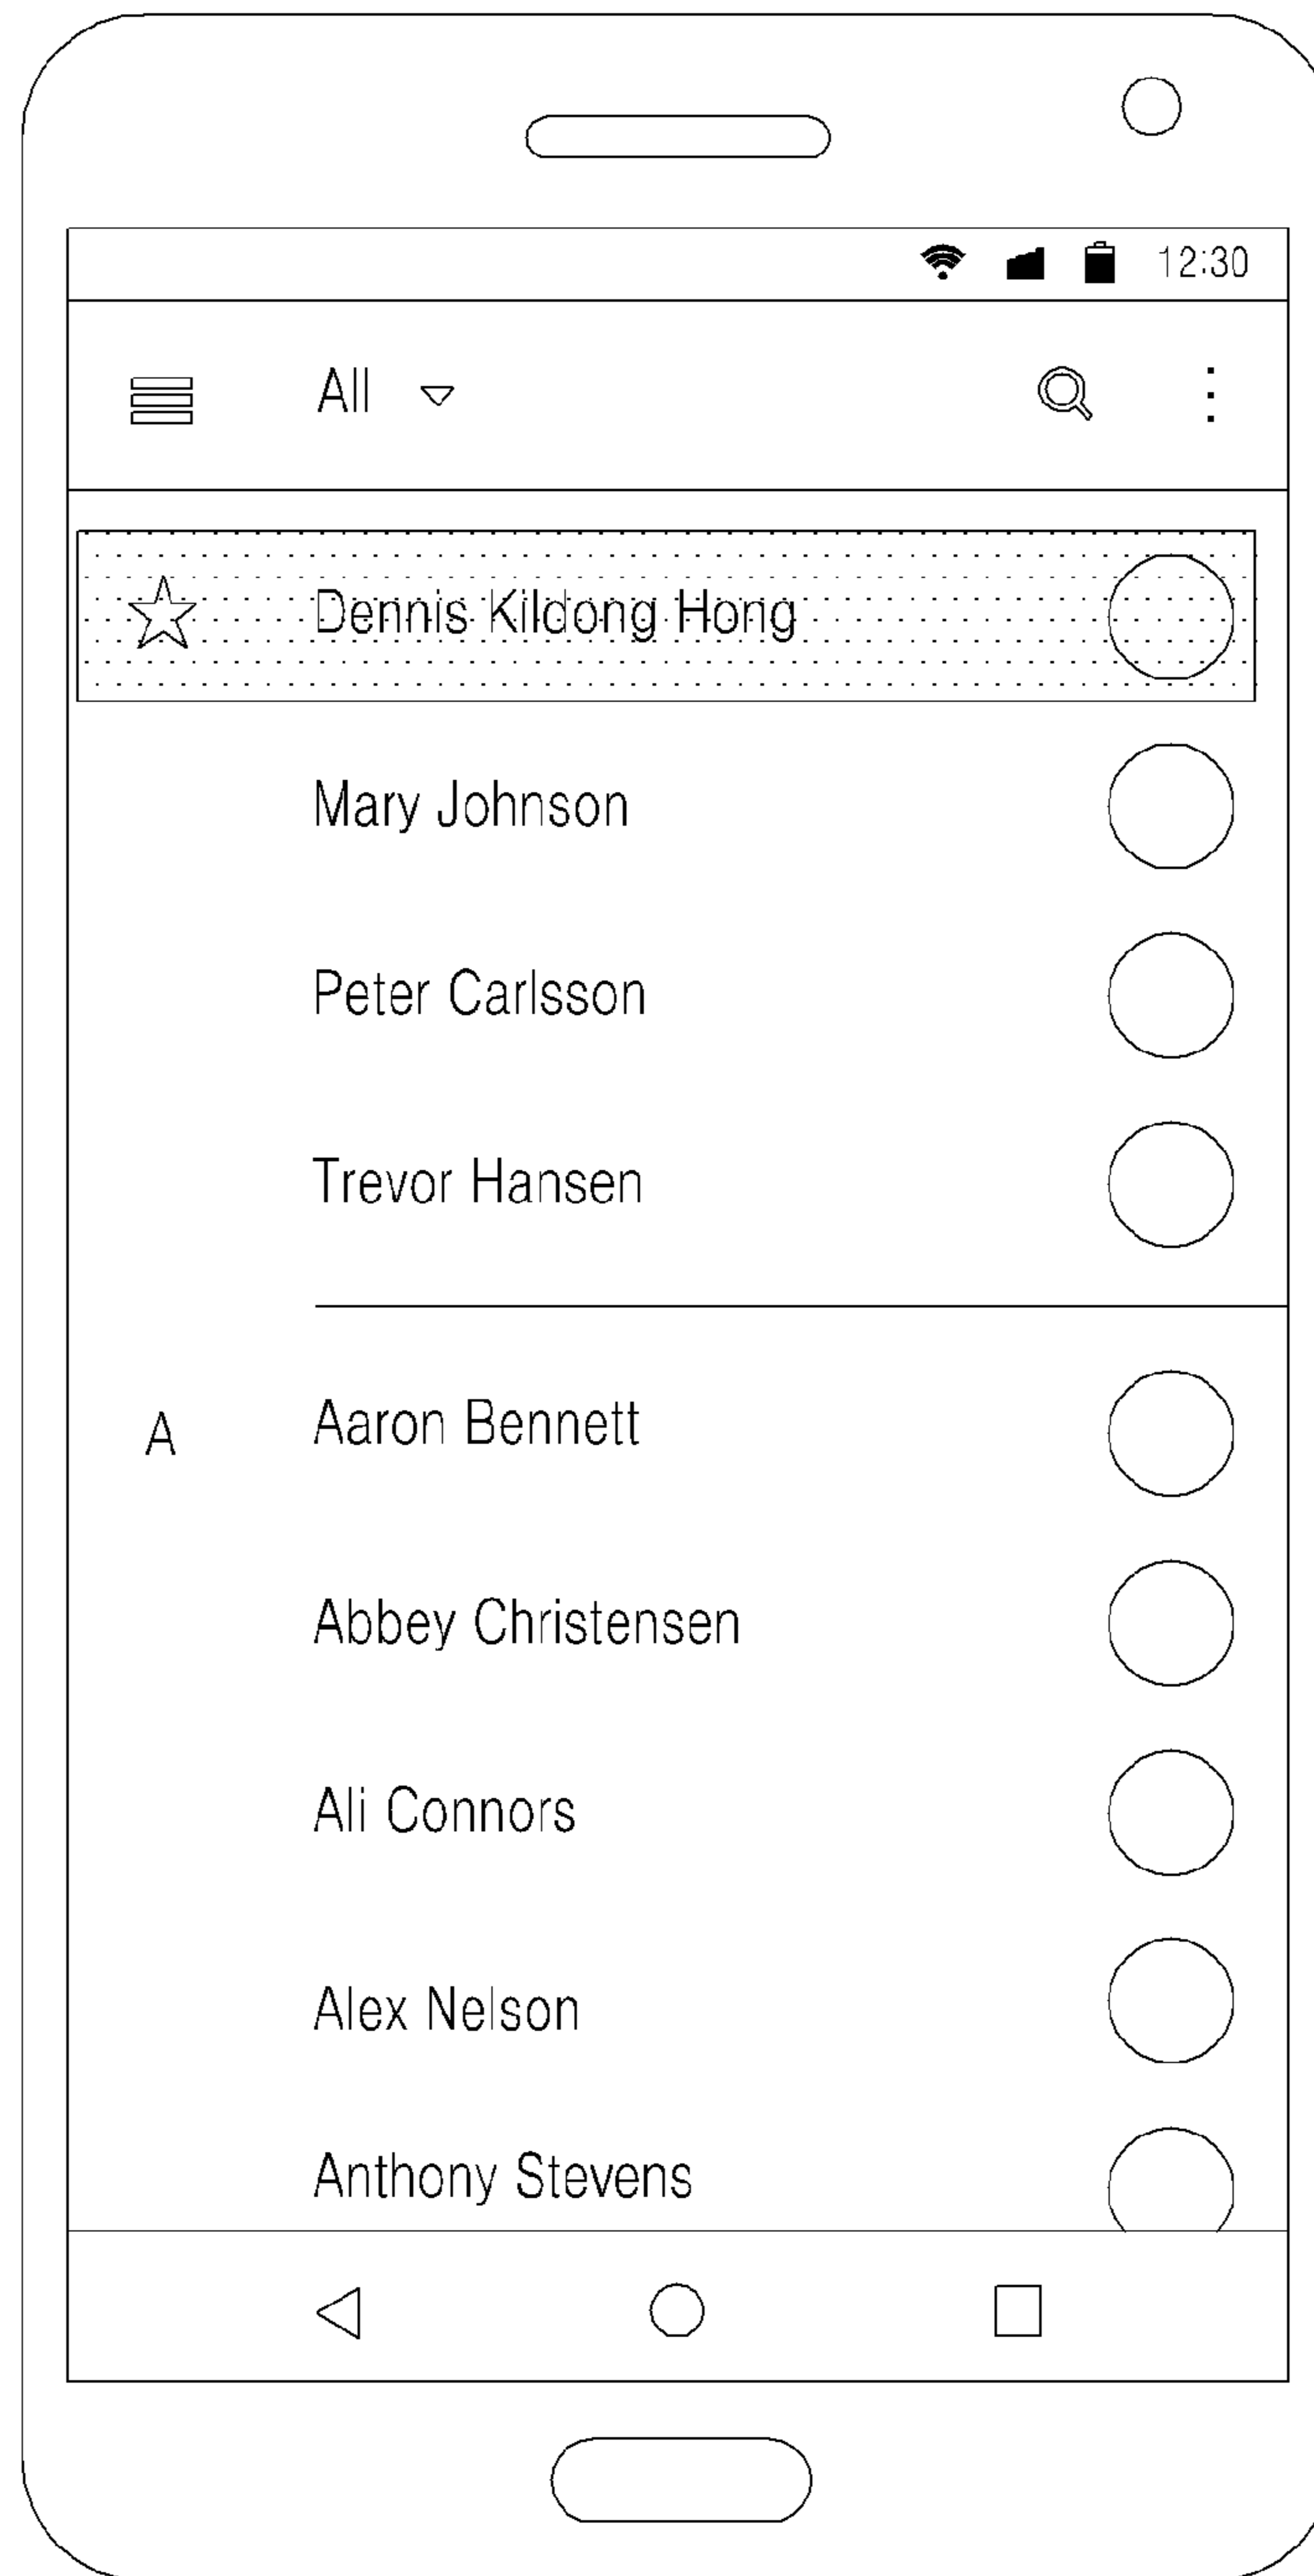 12:30
All
Dennis Kildong Hong
Mary Johnson
Peter Carlsson
Trevor Hansen
A Aaron Bennett
Abbey Christensen
Ali Connors
Alex Nelson
Anthony Stevens